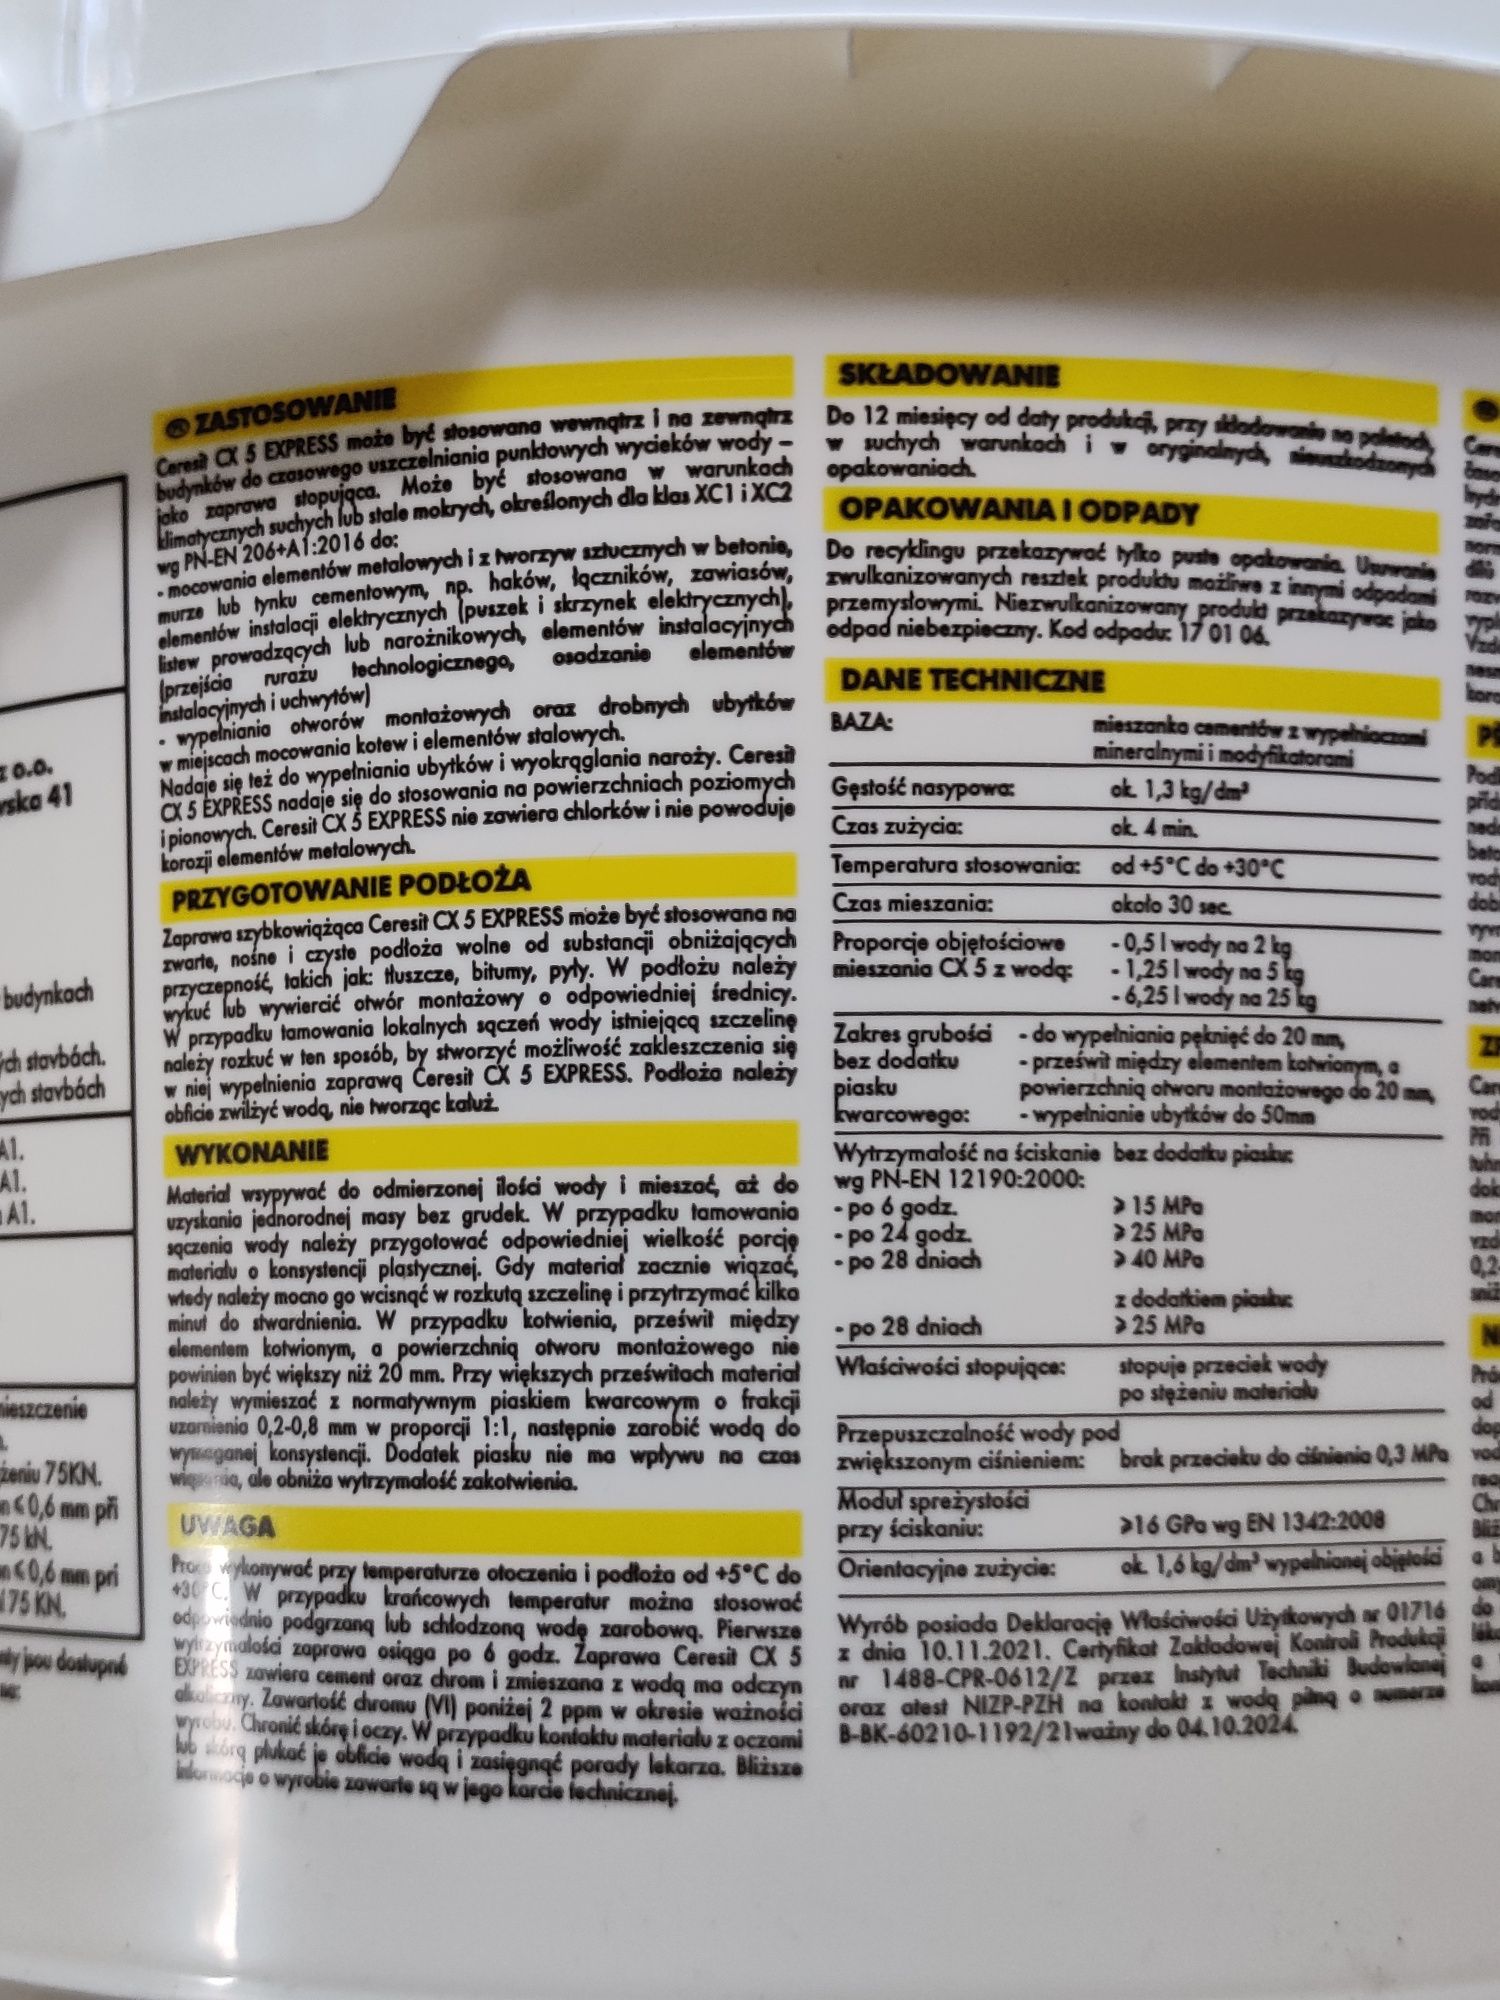 z o.o.
rska 41
budynkach
ých stavbách.
ých stavbách
A1.
A1.
A1.
ieszczenie
żeniu 75KN.
≤ 0,6 mm při
75 kN.
≤ 0,6 mm pri
175 KN.
jsou dostupné
ZASTOSOWANIE
Ceresit CX 5 EXPRESS może być stosowana wewnątrz i na zewnątrz
budynków do czasowego uszczelniania punktowych wycieków wody –
jako zaprawa stopująca. Może być stosowana w warunkach
klimatycznych suchych lub stale mokrych, określonych dla klas XC1 i XC2
wg PN-EN 206+A1:2016 do:
- mocowania elementów metalowych i z tworzyw sztucznych w betonie,
murze lub tynku cementowym, np. haków, łączników, zawiasów,
elementów instalacji elektrycznych (puszek i skrzynek elektrycznych),
listew prowadzących lub narożnikowych, elementów instalacyjnych
(przejścia rurażu technologicznego, osadzanie elementów
instalacyjnych i uchwytów)
- wypełniania otworów montażowych oraz drobnych ubytków
w miejscach mocowania kotew i elementów stalowych.
Nadaje się też do wypełniania ubytków i wyokrąglania naroży. Ceresit
CX 5 EXPRESS nadaje się do stosowania na powierzchniach poziomych
i pionowych. Ceresit CX 5 EXPRESS nie zawiera chlorków i nie powoduje
korozji elementów metalowych.
PRZYGOTOWANIE PODŁOŻA
Zaprawa szybkowiążąca Ceresit CX 5 EXPRESS może być stosowana na
zwarte, nośne i czyste podłoża wolne od substancji obniżających
przyczepność, takich jak: tłuszcze, bitumy, pyły. W podłożu należy
wykuć lub wywiercić otwór montażowy o odpowiedniej średnicy.
W przypadku tamowania lokalnych sączeń wody istniejącą szczelinę
należy rozkuć w ten sposób, by stworzyć możliwość zakleszczenia się
w niej wypełnienia zaprawą Ceresit CX 5 EXPRESS. Podłoża należy
obficie zwilżyć wodą, nie tworząc kałuż.
WYKONANIE
Materiał wsypywać do odmierzonej ilości wody i mieszać, aż do
uzyskania jednorodnej masy bez grudek. W przypadku tamowania
sączenia wody należy przygotować odpowiedniej wielkość porcję
materiału o konsystencji plastycznej. Gdy materiał zacznie wiązać,
wtedy należy mocno go wcisnąć w rozkutą szczelinę i przytrzymać kilka
minut do stwardnienia. W przypadku kotwienia, prześwit między
elementem kotwionym, a powierzchnią otworu montażowego nie
powinien być większy niż 20 mm. Przy większych prześwitach materiał
należy wymieszać z normatywnym piaskiem kwarcowym o frakcji
uziarnienia 0,2-0,8 mm w proporcji 1:1, następnie zarobić wodą do
wymaganej konsystencji. Dodatek piasku nie ma wpływu na czas
wiązania, ale obniża wytrzymałość zakotwienia.
UWAGA
Prace wykonywać przy temperaturze otoczenia i podłoża od +5°C do
+30°C. W przypadku krańcowych temperatur można stosować
odpowiednio podgrzaną lub schłodzoną wodę zarobową. Pierwsze
wytrzymałości zaprawa osiąga po 6 godz. Zaprawa Ceresit CX 5
EXPRESS zawiera cement oraz chrom i zmieszana z wodą ma odczyn
alkaliczny. Zawartość chromu (VI) poniżej 2 ppm w okresie ważności
wyrobu. Chronić skórę i oczy. W przypadku kontaktu materiału z oczami
lub skórą płukać je obficie wodą i zasięgnąć porady lekarza. Bliższe
informacje o wyrobie zawarte są w jego karcie technicznej.
SKŁADOWANIE
Do 12 miesięcy od daty produkcji, przy składowaniu na paletach,
w suchych warunkach i w oryginalnych, nieuszkodzonych
opakowaniach.
OPAKOWANIA I ODPADY
Do recyklingu przekazywać tylko puste opakowania. Usuwanie
zwulkanizowanych resztek produktu możliwe z innymi odpadami
przemysłowymi. Niezwulkanizowany produkt przekazywać jako
odpad niebezpieczny. Kod odpadu: 17 01 06.
DANE TECHNICZNE
BAZA: mieszanka cementów z wypełniaczami
mineralnymi i modyfikatorami
Gęstość nasypowa: ok. 1,3 kg/dm³
Czas zużycia: ok. 4 min.
Temperatura stosowania: od +5°C do +30°C
Czas mieszania: około 30 sec.
Proporcje objętościowe - 0,5 l wody na 2 kg
mieszania CX 5 z wodą: - 1,25 l wody na 5 kg
- 6,25 l wody na 25 kg
Zakres grubości - do wypełniania pęknięć do 20 mm,
bez dodatku - prześwit między elementem kotwionym, a
piasku powierzchnią otworu montażowego do 20 mm,
kwarcowego: - wypełnianie ubytków do 50mm
Wytrzymałość na ściskanie bez dodatku piasku:
wg PN-EN 12190:2000:
- po 6 godz. ≥ 15 MPa
- po 24 godz. ≥ 25 MPa
- po 28 dniach ≥ 40 MPa
z dodatkiem piasku:
- po 28 dniach ≥ 25 MPa
Właściwości stopujące: stopuje przeciek wody
po stężeniu materiału
Przepuszczalność wody pod
zwiększonym ciśnieniem: brak przecieku do ciśnienia 0,3 MPa
Moduł sprężystości
przy ściskaniu: ≥16 GPa wg EN 1342:2008
Orientacyjne zużycie: ok. 1,6 kg/dm³ wypełnianej objętości
Wyrób posiada Deklarację Właściwości Użytkowych nr 01716
z dnia 10.11.2021. Certyfikat Zakładowej Kontroli Produkcji
nr 1488-CPR-0612/Z przez Instytut Techniki Budowlanej
oraz atest NIZP-PZH na kontakt z wodą pitną o numerze
B-BK-60210-1192/21ważny do 04.10.2024.